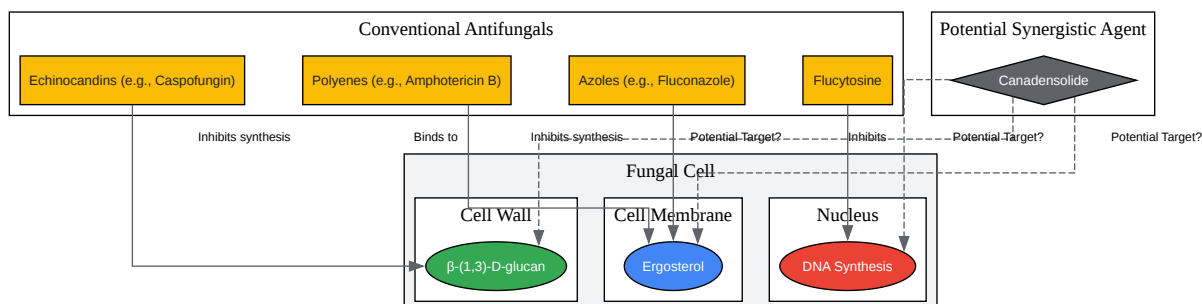 Conventional Antifungals
Potential Synergistic Agent
Echinocandins (e.g., Caspofungin)
Polyenes (e.g., Amphotericin B)
Azoles (e.g., Fluconazole)
Flucytosine
Canadensolide
Inhibits synthesis
Binds to
Inhibits synthesis
Potential Target?
Inhibits
Potential Target?
Potential Target?
Fungal Cell
Cell Wall
Cell Membrane
Nucleus
β-(1,3)-D-glucan
Ergosterol
DNA Synthesis